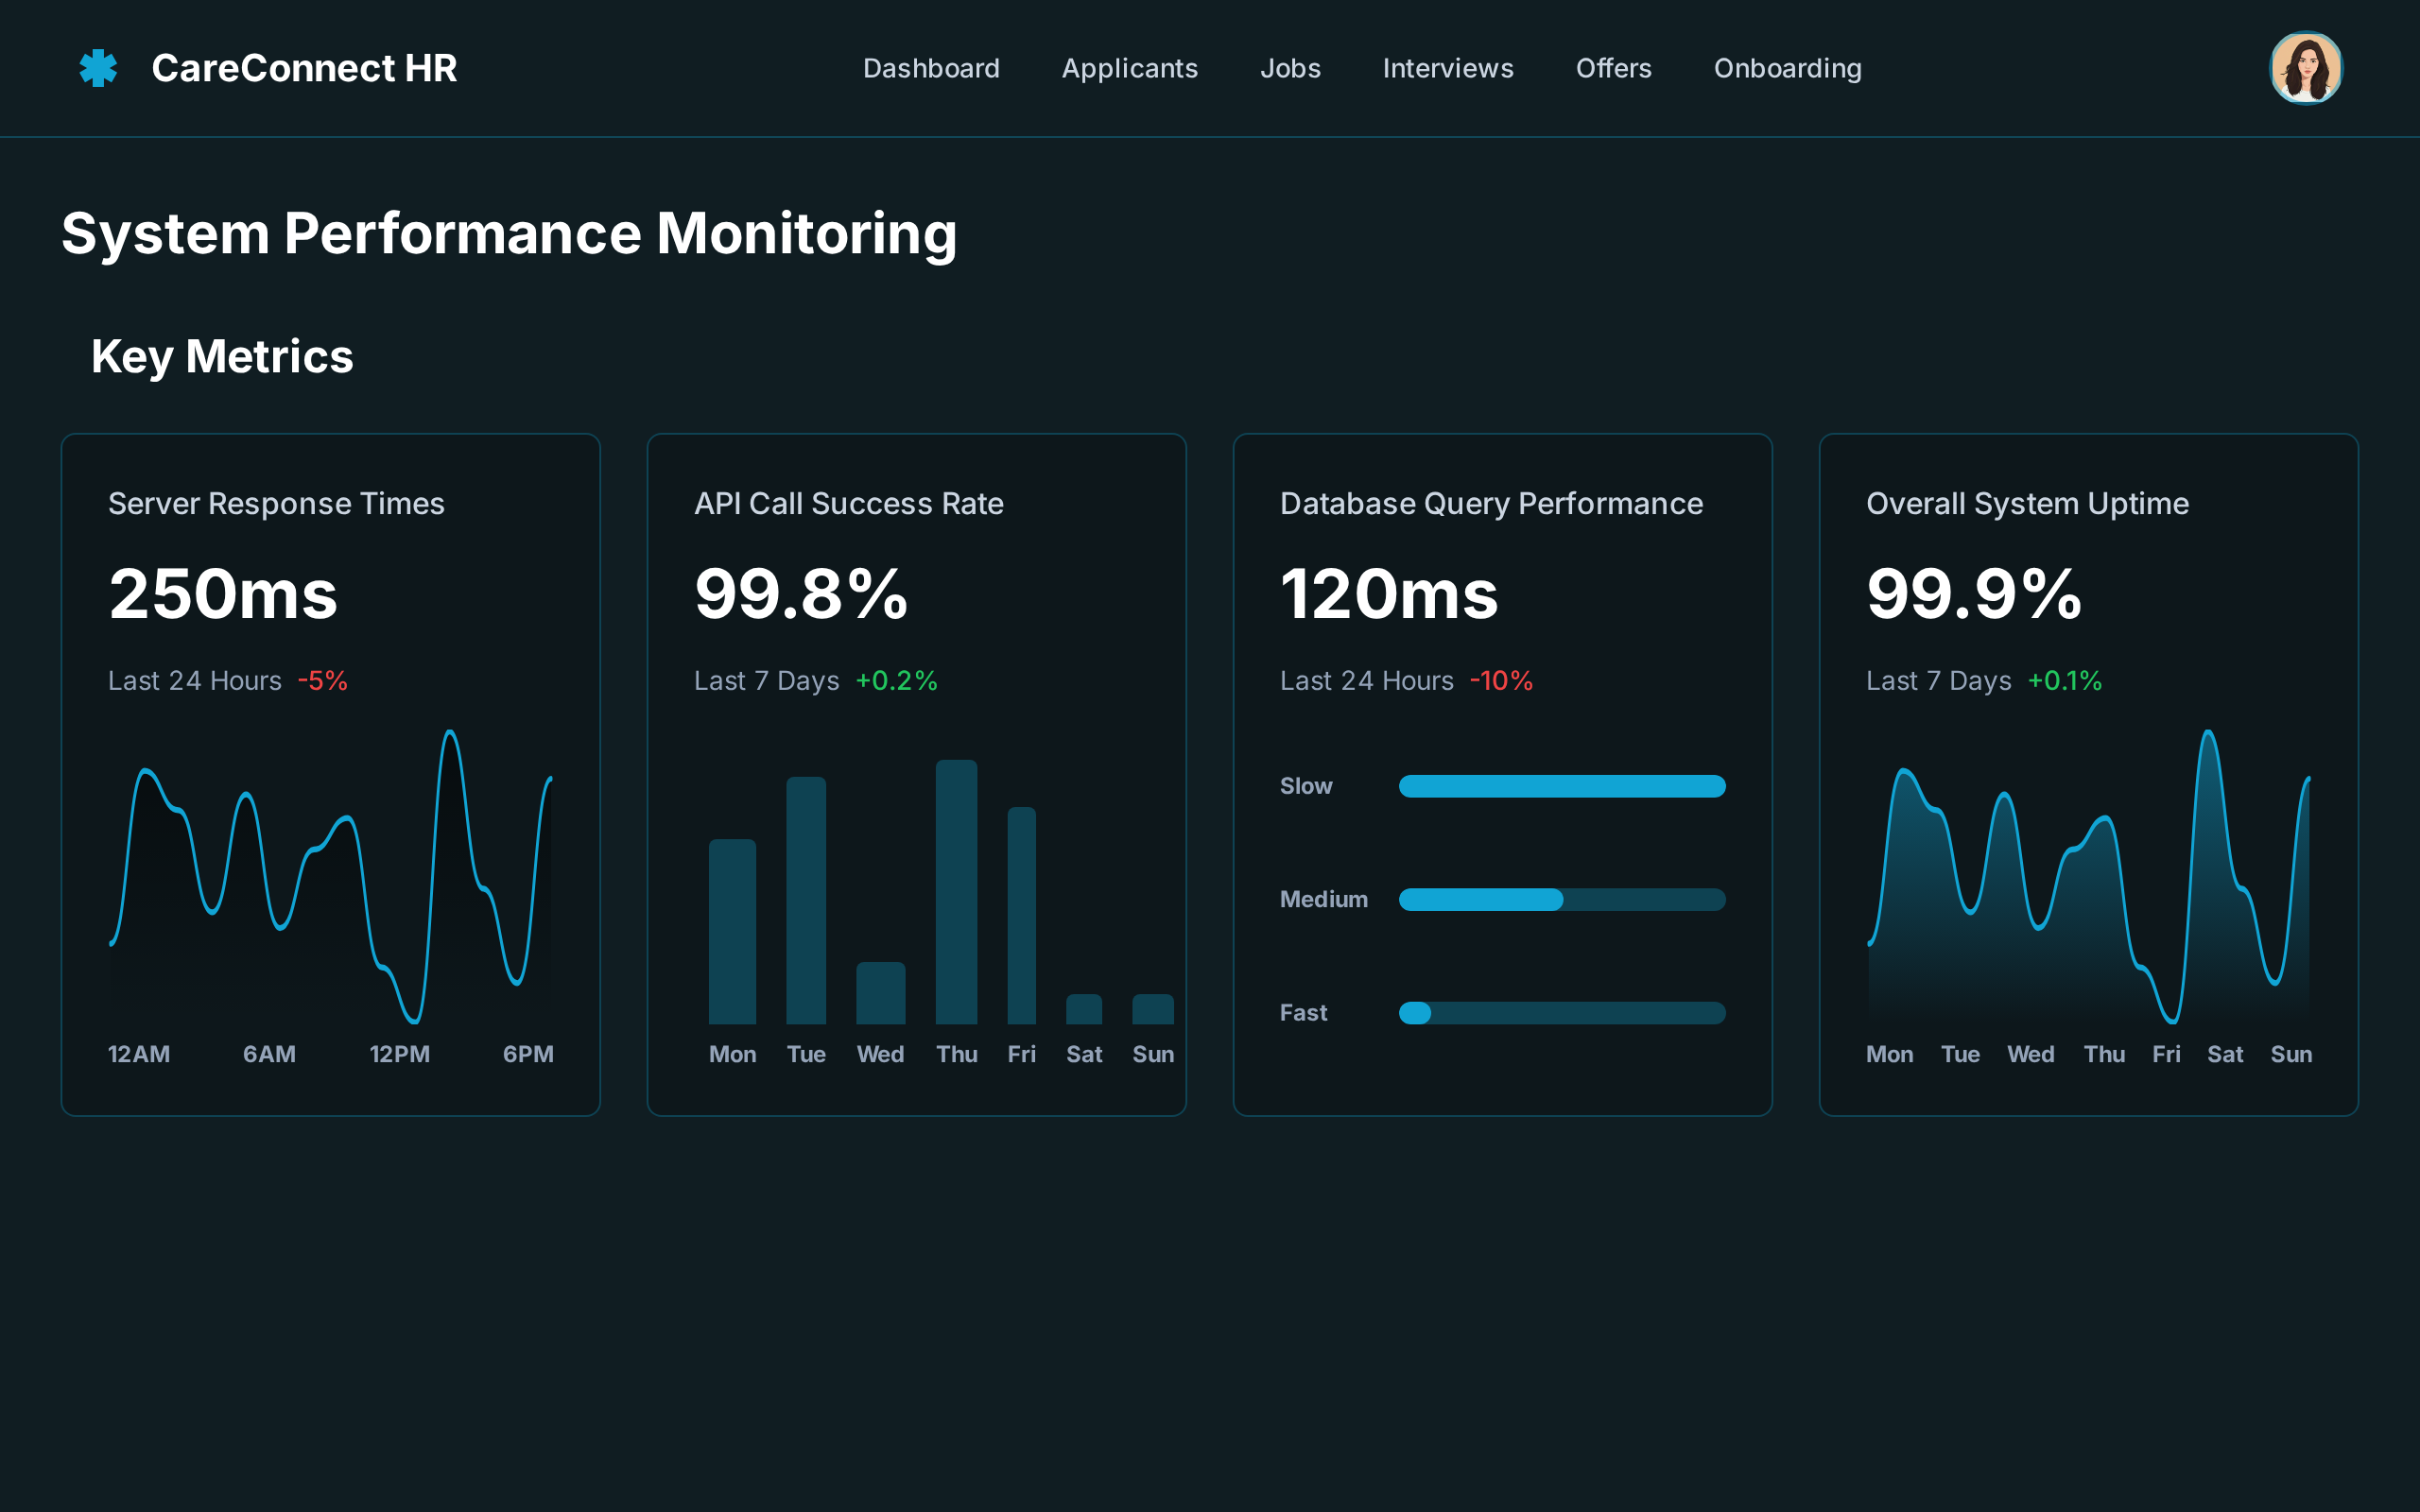 CareConnect HR
Dashboard Applicants Jobs Interviews Offers Onboarding
System Performance Monitoring
Key Metrics
Server Response Times
250ms
Last 24 Hours -5%
12AM 6AM 12PM 6PM
API Call Success Rate
99.8%
Last 7 Days +0.2%
Mon Tue Wed Thu Fri Sat Sun
Database Query Performance
120ms
Last 24 Hours -10%
Slow
Medium
Fast
Overall System Uptime
99.9%
Last 7 Days +0.1%
Mon Tue Wed Thu Fri Sat Sun